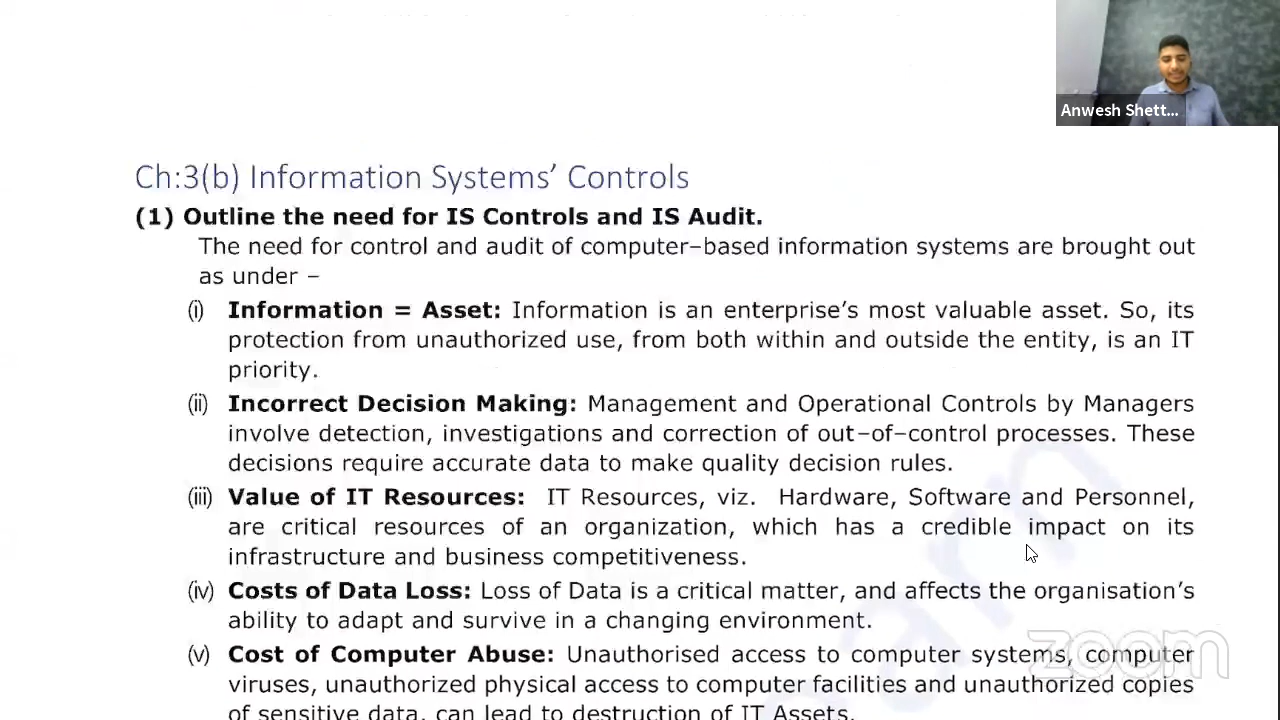 Anwesh Shett...
Ch:3(b) Information Systems’ Controls
(1) Outline the need for IS Controls and IS Audit.
The need for control and audit of computer–based information systems are brought out
as under –
(i) Information = Asset: Information is an enterprise’s most valuable asset. So, its
protection from unauthorized use, from both within and outside the entity, is an IT
priority.
(ii) Incorrect Decision Making: Management and Operational Controls by Managers
involve detection, investigations and correction of out–of–control processes. These
decisions require accurate data to make quality decision rules.
(iii) Value of IT Resources: IT Resources, viz. Hardware, Software and Personnel,
are critical resources of an organization, which has a credible impact on its
infrastructure and business competitiveness.
(iv) Costs of Data Loss: Loss of Data is a critical matter, and affects the organisation’s
ability to adapt and survive in a changing environment.
(v) Cost of Computer Abuse: Unauthorised access to computer systems, computer
viruses, unauthorized physical access to computer facilities and unauthorized copies
of sensitive data, can lead to destruction of IT Assets.
zoom